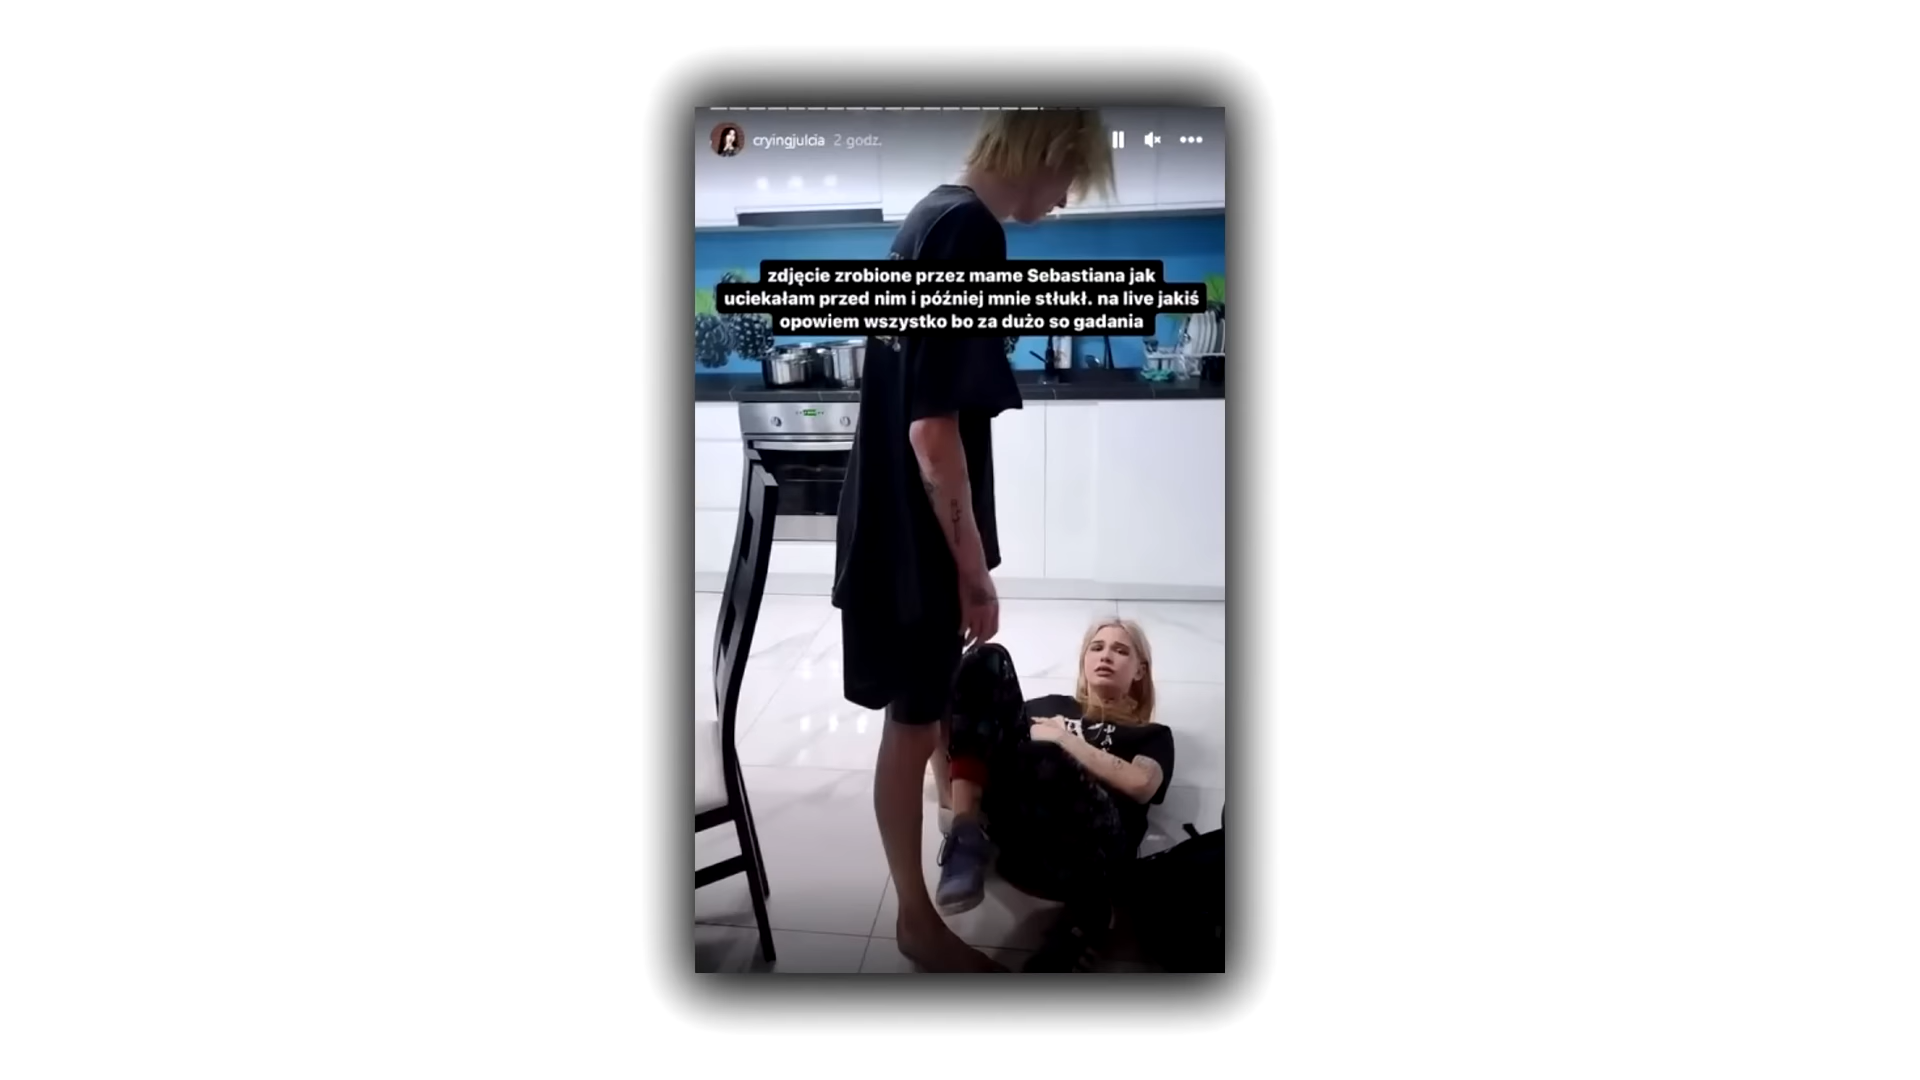 cryingjulcia 2 godz.
zdjęcie zrobione przez mame Sebastiana jak
uciekałam przed nim i później mnie stłukł. na live jakiś
opowiem wszystko bo za dużo so gadania